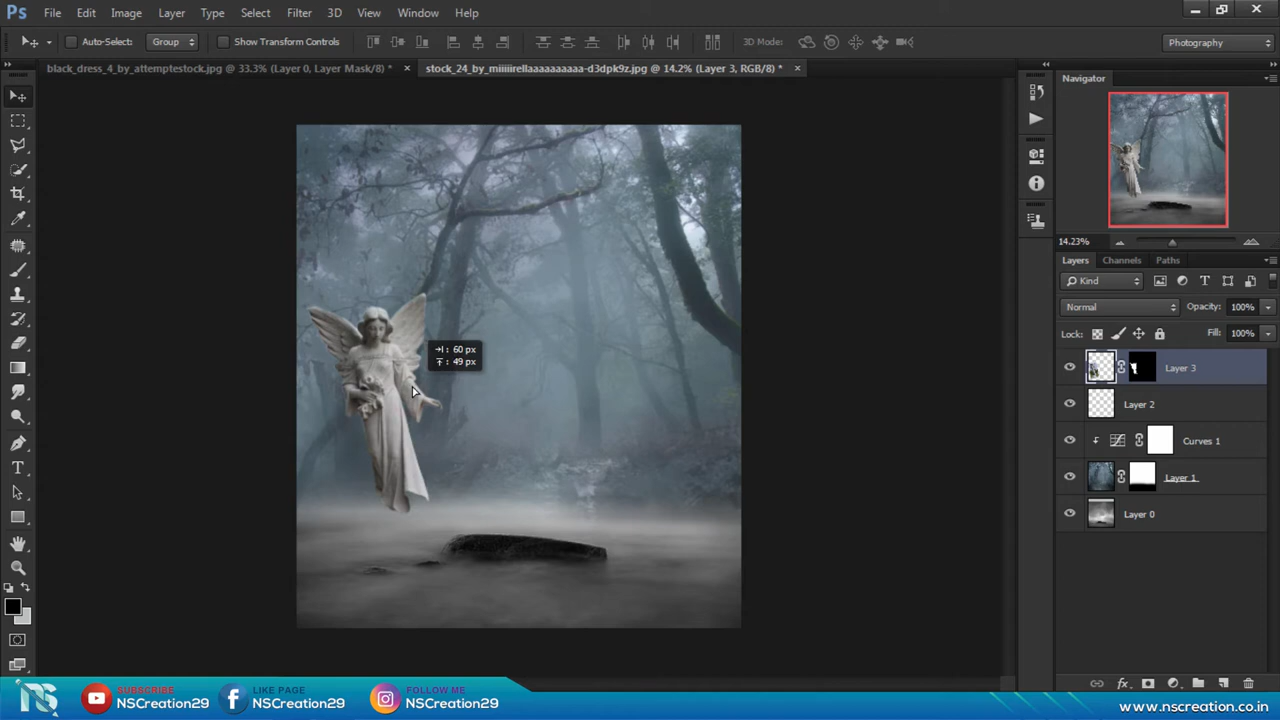 Ps File Edit Image Layer Type Select Filter 3D View Window Help
Auto-Select: Group Show Transform Controls 3D Mode: Photography
black_dress_4_by_attemptestock.jpg @ 33.3% (Layer 0, Layer Mask/8) *
stock_24_by_miiiiirellaaaaaaaaaa-d3dpk9z.jpg @ 14.2% (Layer 3, RGB/8) *
Navigator
14.23%
Layers Channels Paths
Kind
Normal Opacity: 100%
Lock: Fill: 100%
Layer 3
Layer 2
Curves 1
Layer 1
Layer 0
60 px
49 px
SUBSCRIBE
NSCreation29
LIKE PAGE
NSCreation29
FOLLOW ME
NSCreation29
www.nscreation.co.in